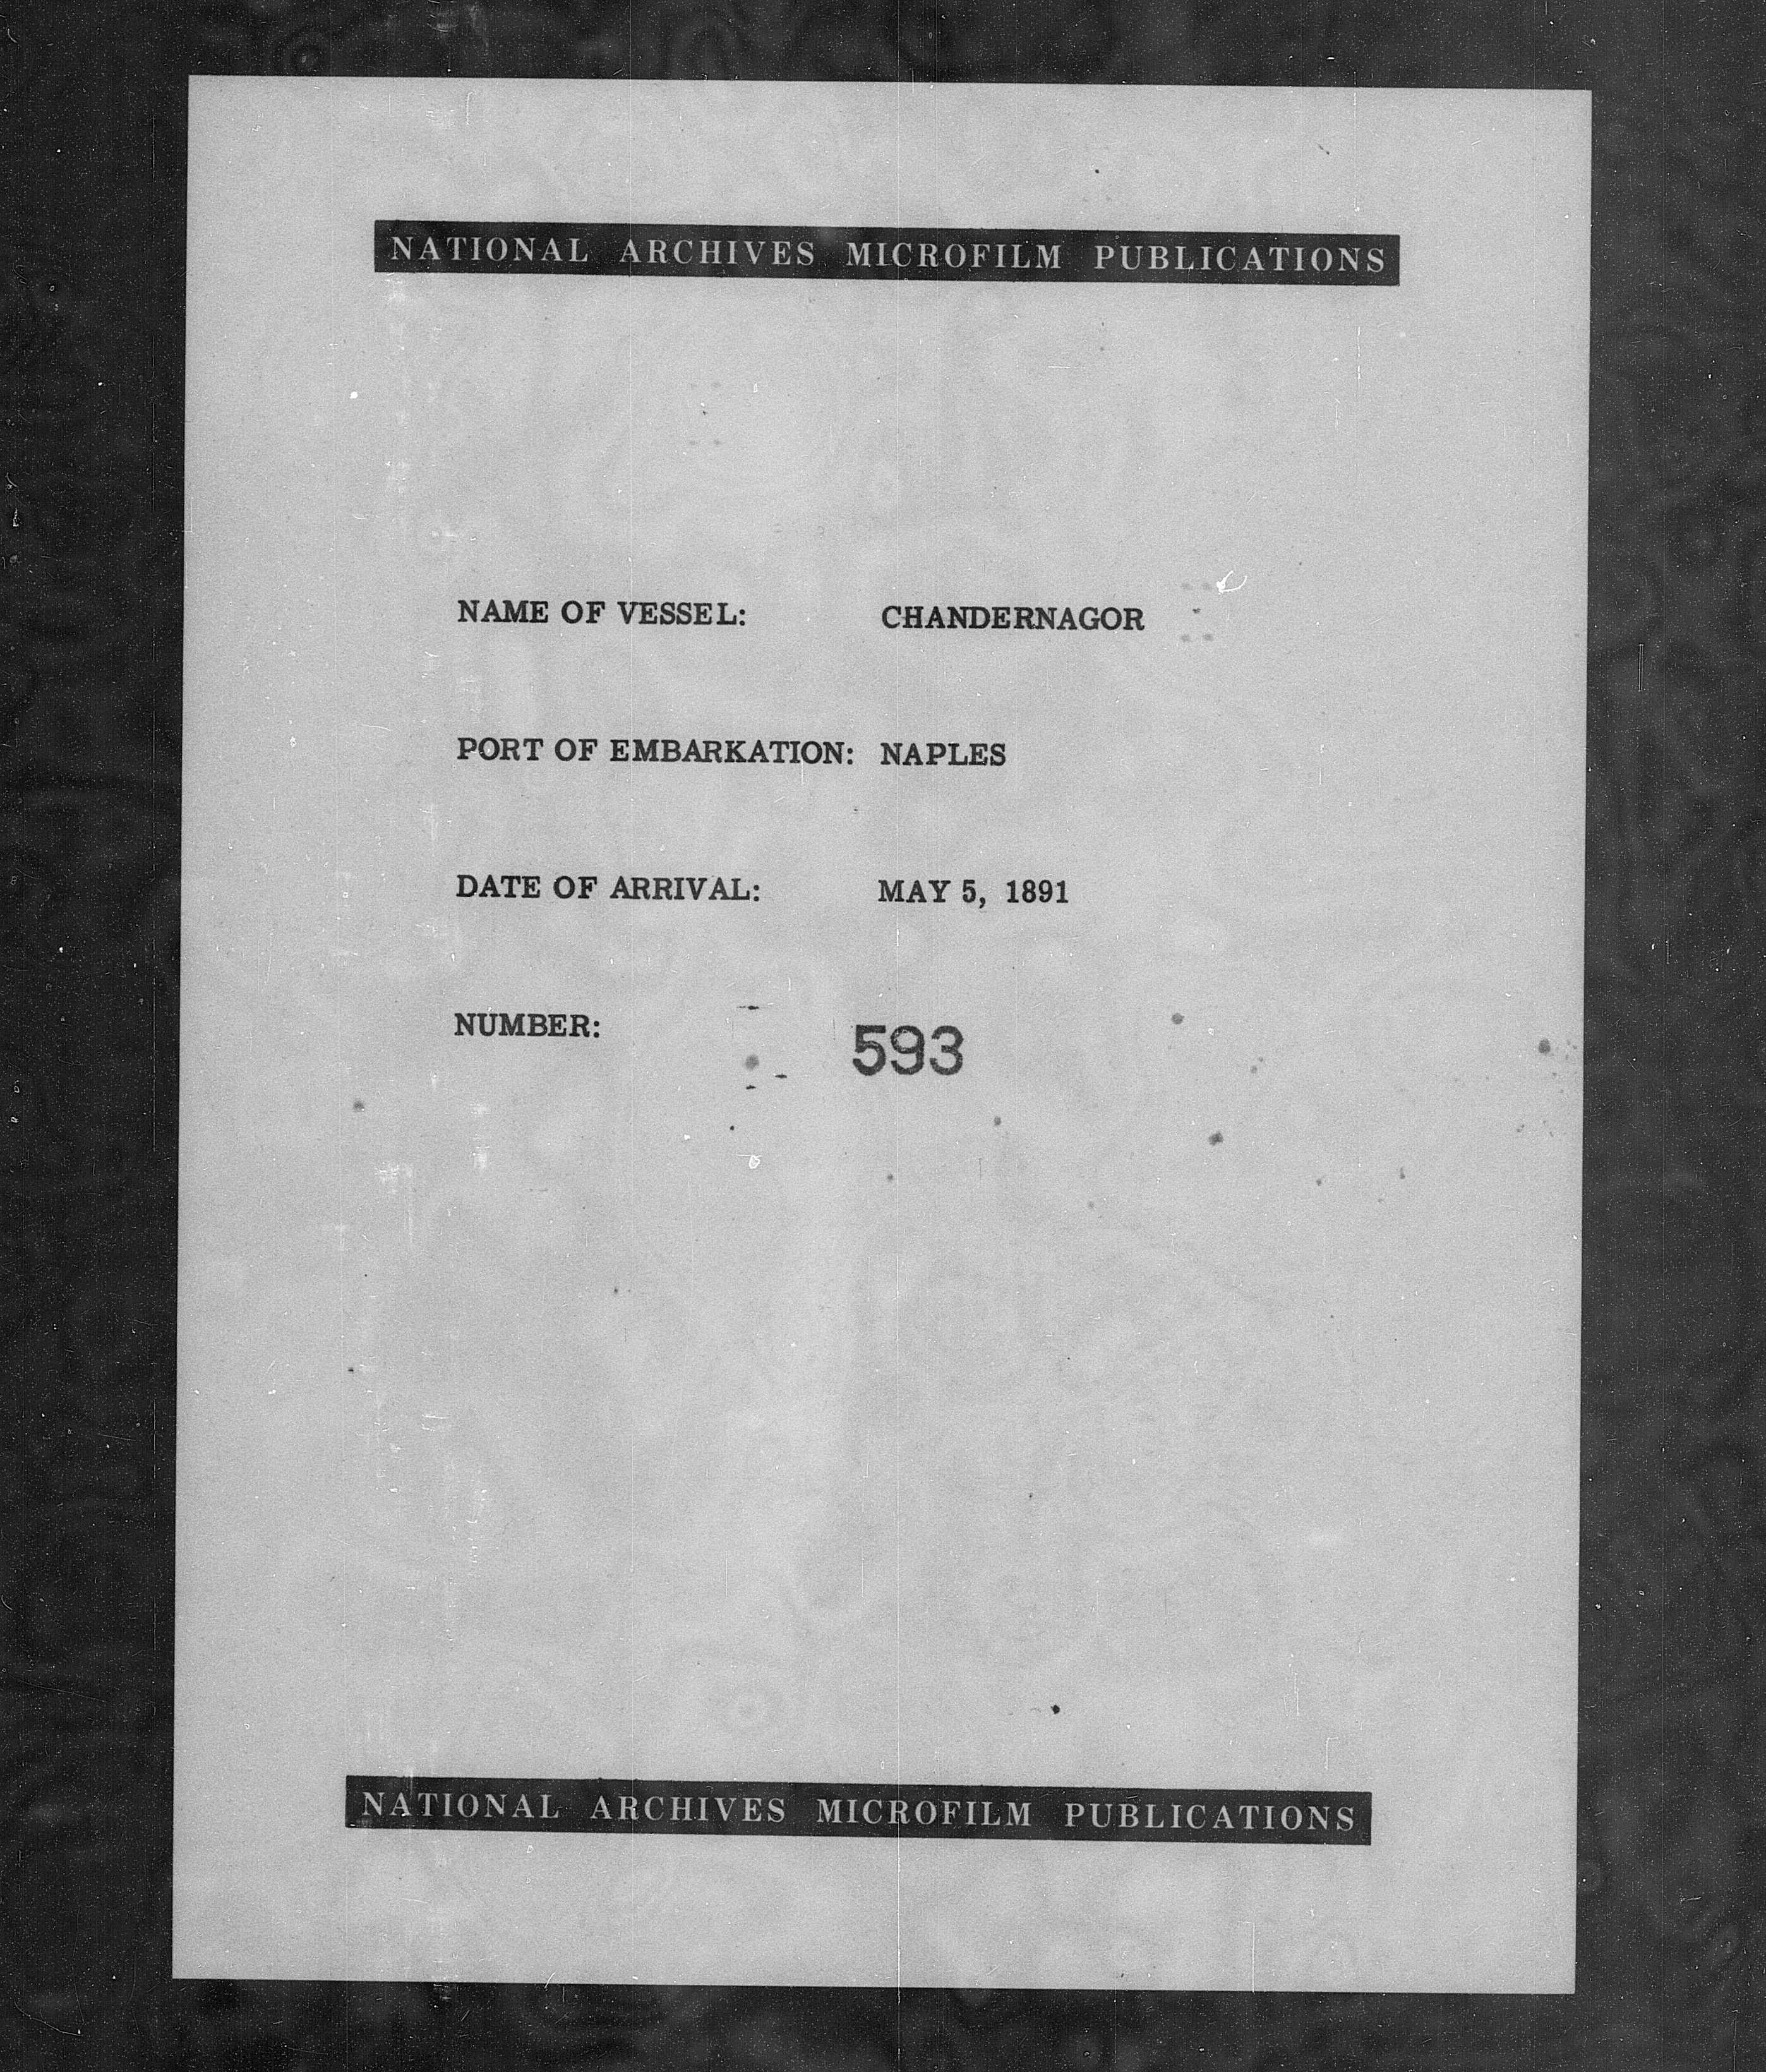 NATIONAL ARCHIVES MICROFILM PUBLICATIONS
NAME OF VESSEL: CHANDERNAGOR
PORT OF EMBARKATION: NAPLES
DATE OF ARRIVAL: MAY 5, 1891
NUMBER: 593
NATIONAL ARCHIVES MICROFILM PUBLICATIONS